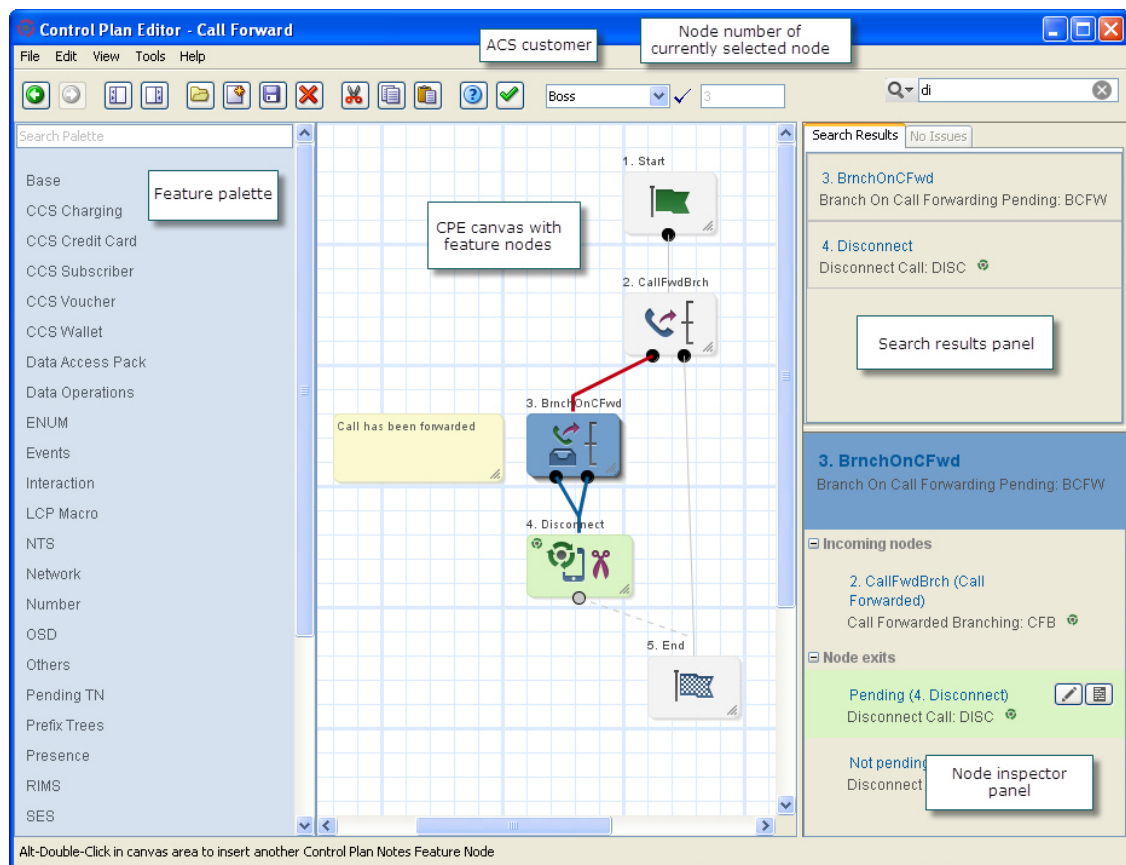 Control Plan Editor - Call Forward
File Edit View Tools Help
ACS customer
Node number of
currently selected node
Boss
3
di
Search Palette
Base
CCS Charging
CCS Credit Card
CCS Subscriber
CCS Voucher
CCS Wallet
Data Access Pack
Data Operations
ENUM
Events
Interaction
LCP Macro
NTS
Network
Number
OSD
Others
Pending TN
Prefix Trees
Presence
RIMS
SES
Feature palette
CPE canvas with
feature nodes
1. Start
2. CallFwdBrch
3. BrnchOnCFwd
Call has been forwarded
4. Disconnect
5. End
Search Results No Issues
3. BrnchOnCFwd
Branch On Call Forwarding Pending: BCFW
4. Disconnect
Disconnect Call: DISC
Search results panel
3. BrnchOnCFwd
Branch On Call Forwarding Pending: BCFW
Incoming nodes
2. CallFwdBrch (Call
Forwarded)
Call Forwarded Branching: CFB
Node exits
Pending (4. Disconnect)
Disconnect Call: DISC
Not pending
Disconnect
Node inspector
panel
Alt-Double-Click in canvas area to insert another Control Plan Notes Feature Node